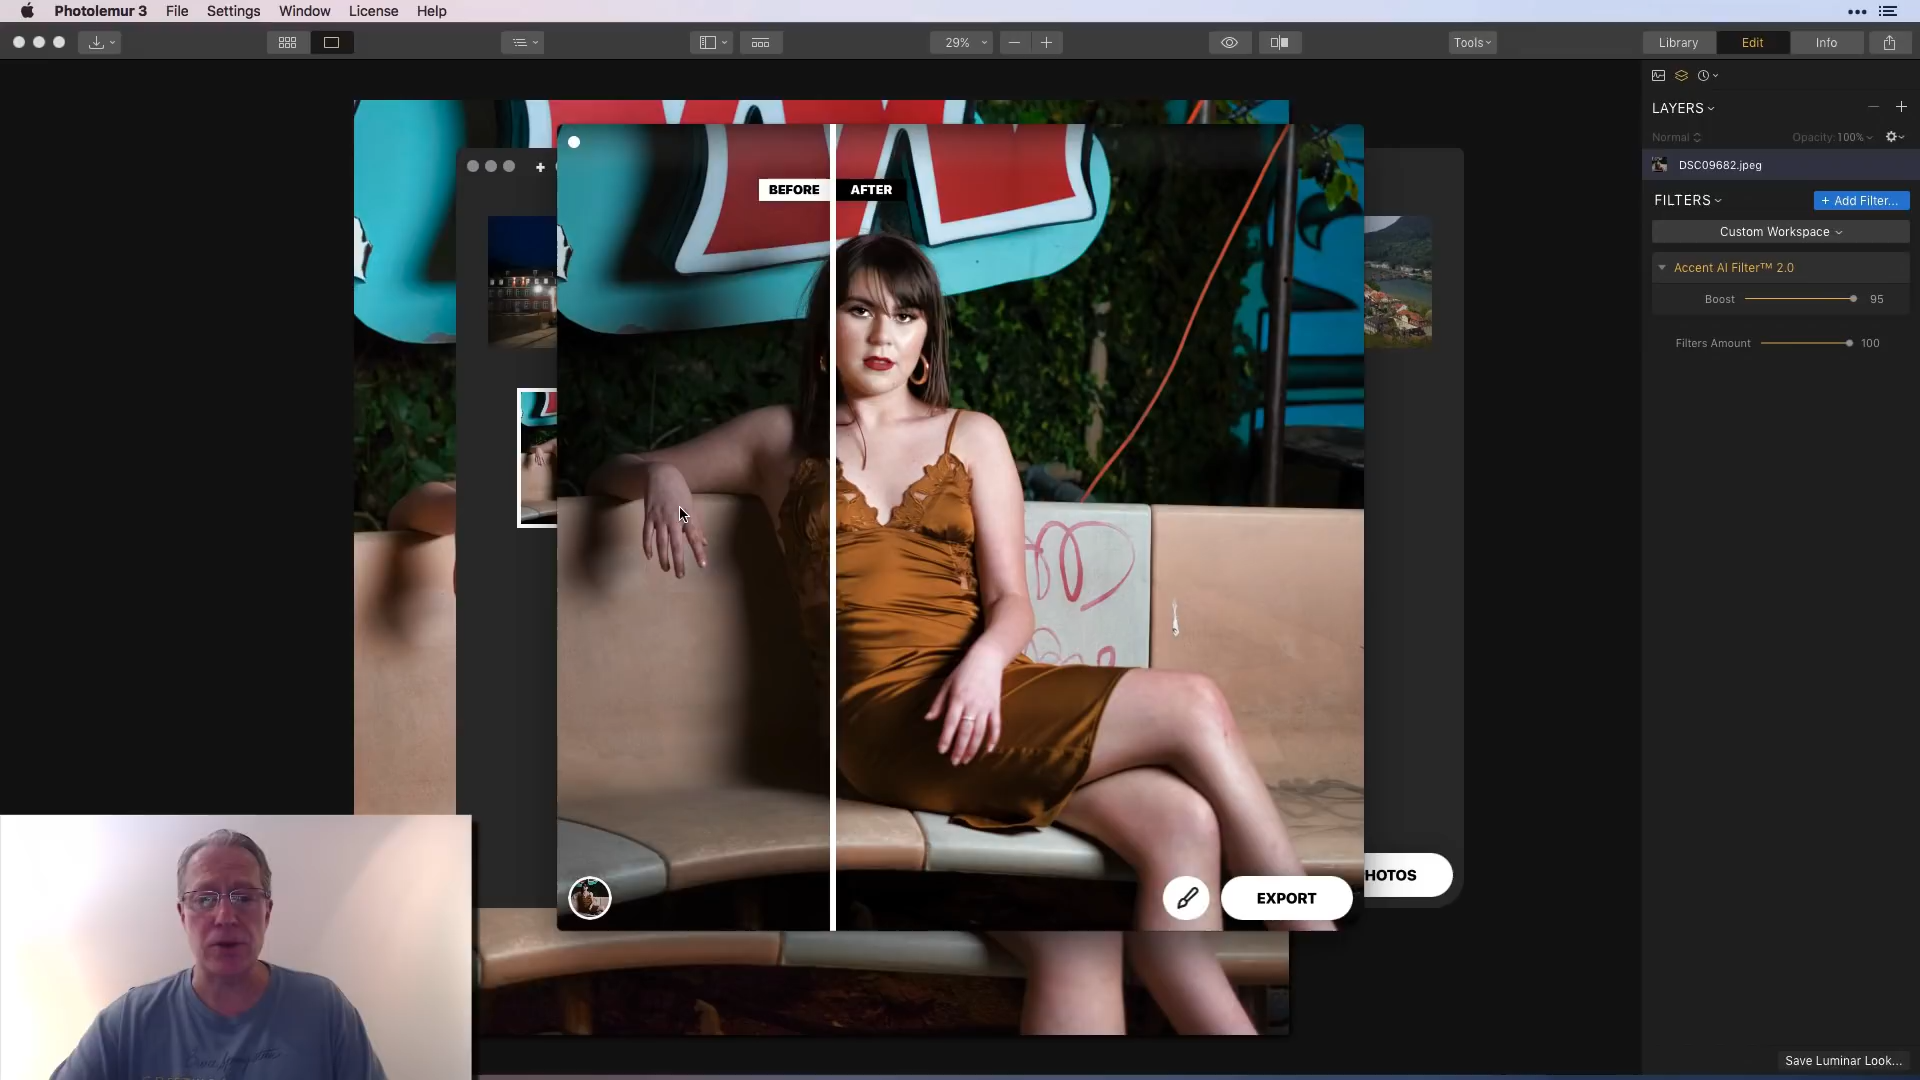 Photolemur 3 File Settings Window License Help
29% Tools Library Edit Info
LAYERS
Normal Opacity: 100%
DSC09682.jpeg
FILTERS + Add Filter...
Custom Workspace
Accent AI Filter™ 2.0
Boost 95
Filters Amount 100
BEFORE AFTER
HOTOS
EXPORT
Save Luminar Look...